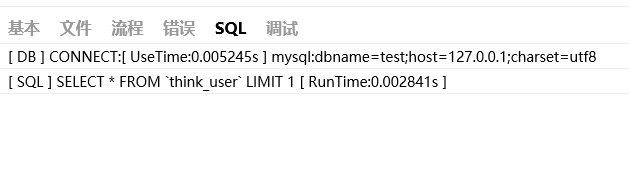 基本 文件 流程 错误 SQL 调试
[ DB ] CONNECT:[ UseTime:0.005245s ] mysql:dbname=test;host=127.0.0.1;charset=utf8
[ SQL ] SELECT * FROM `think_user` LIMIT 1 [ RunTime:0.002841s ]